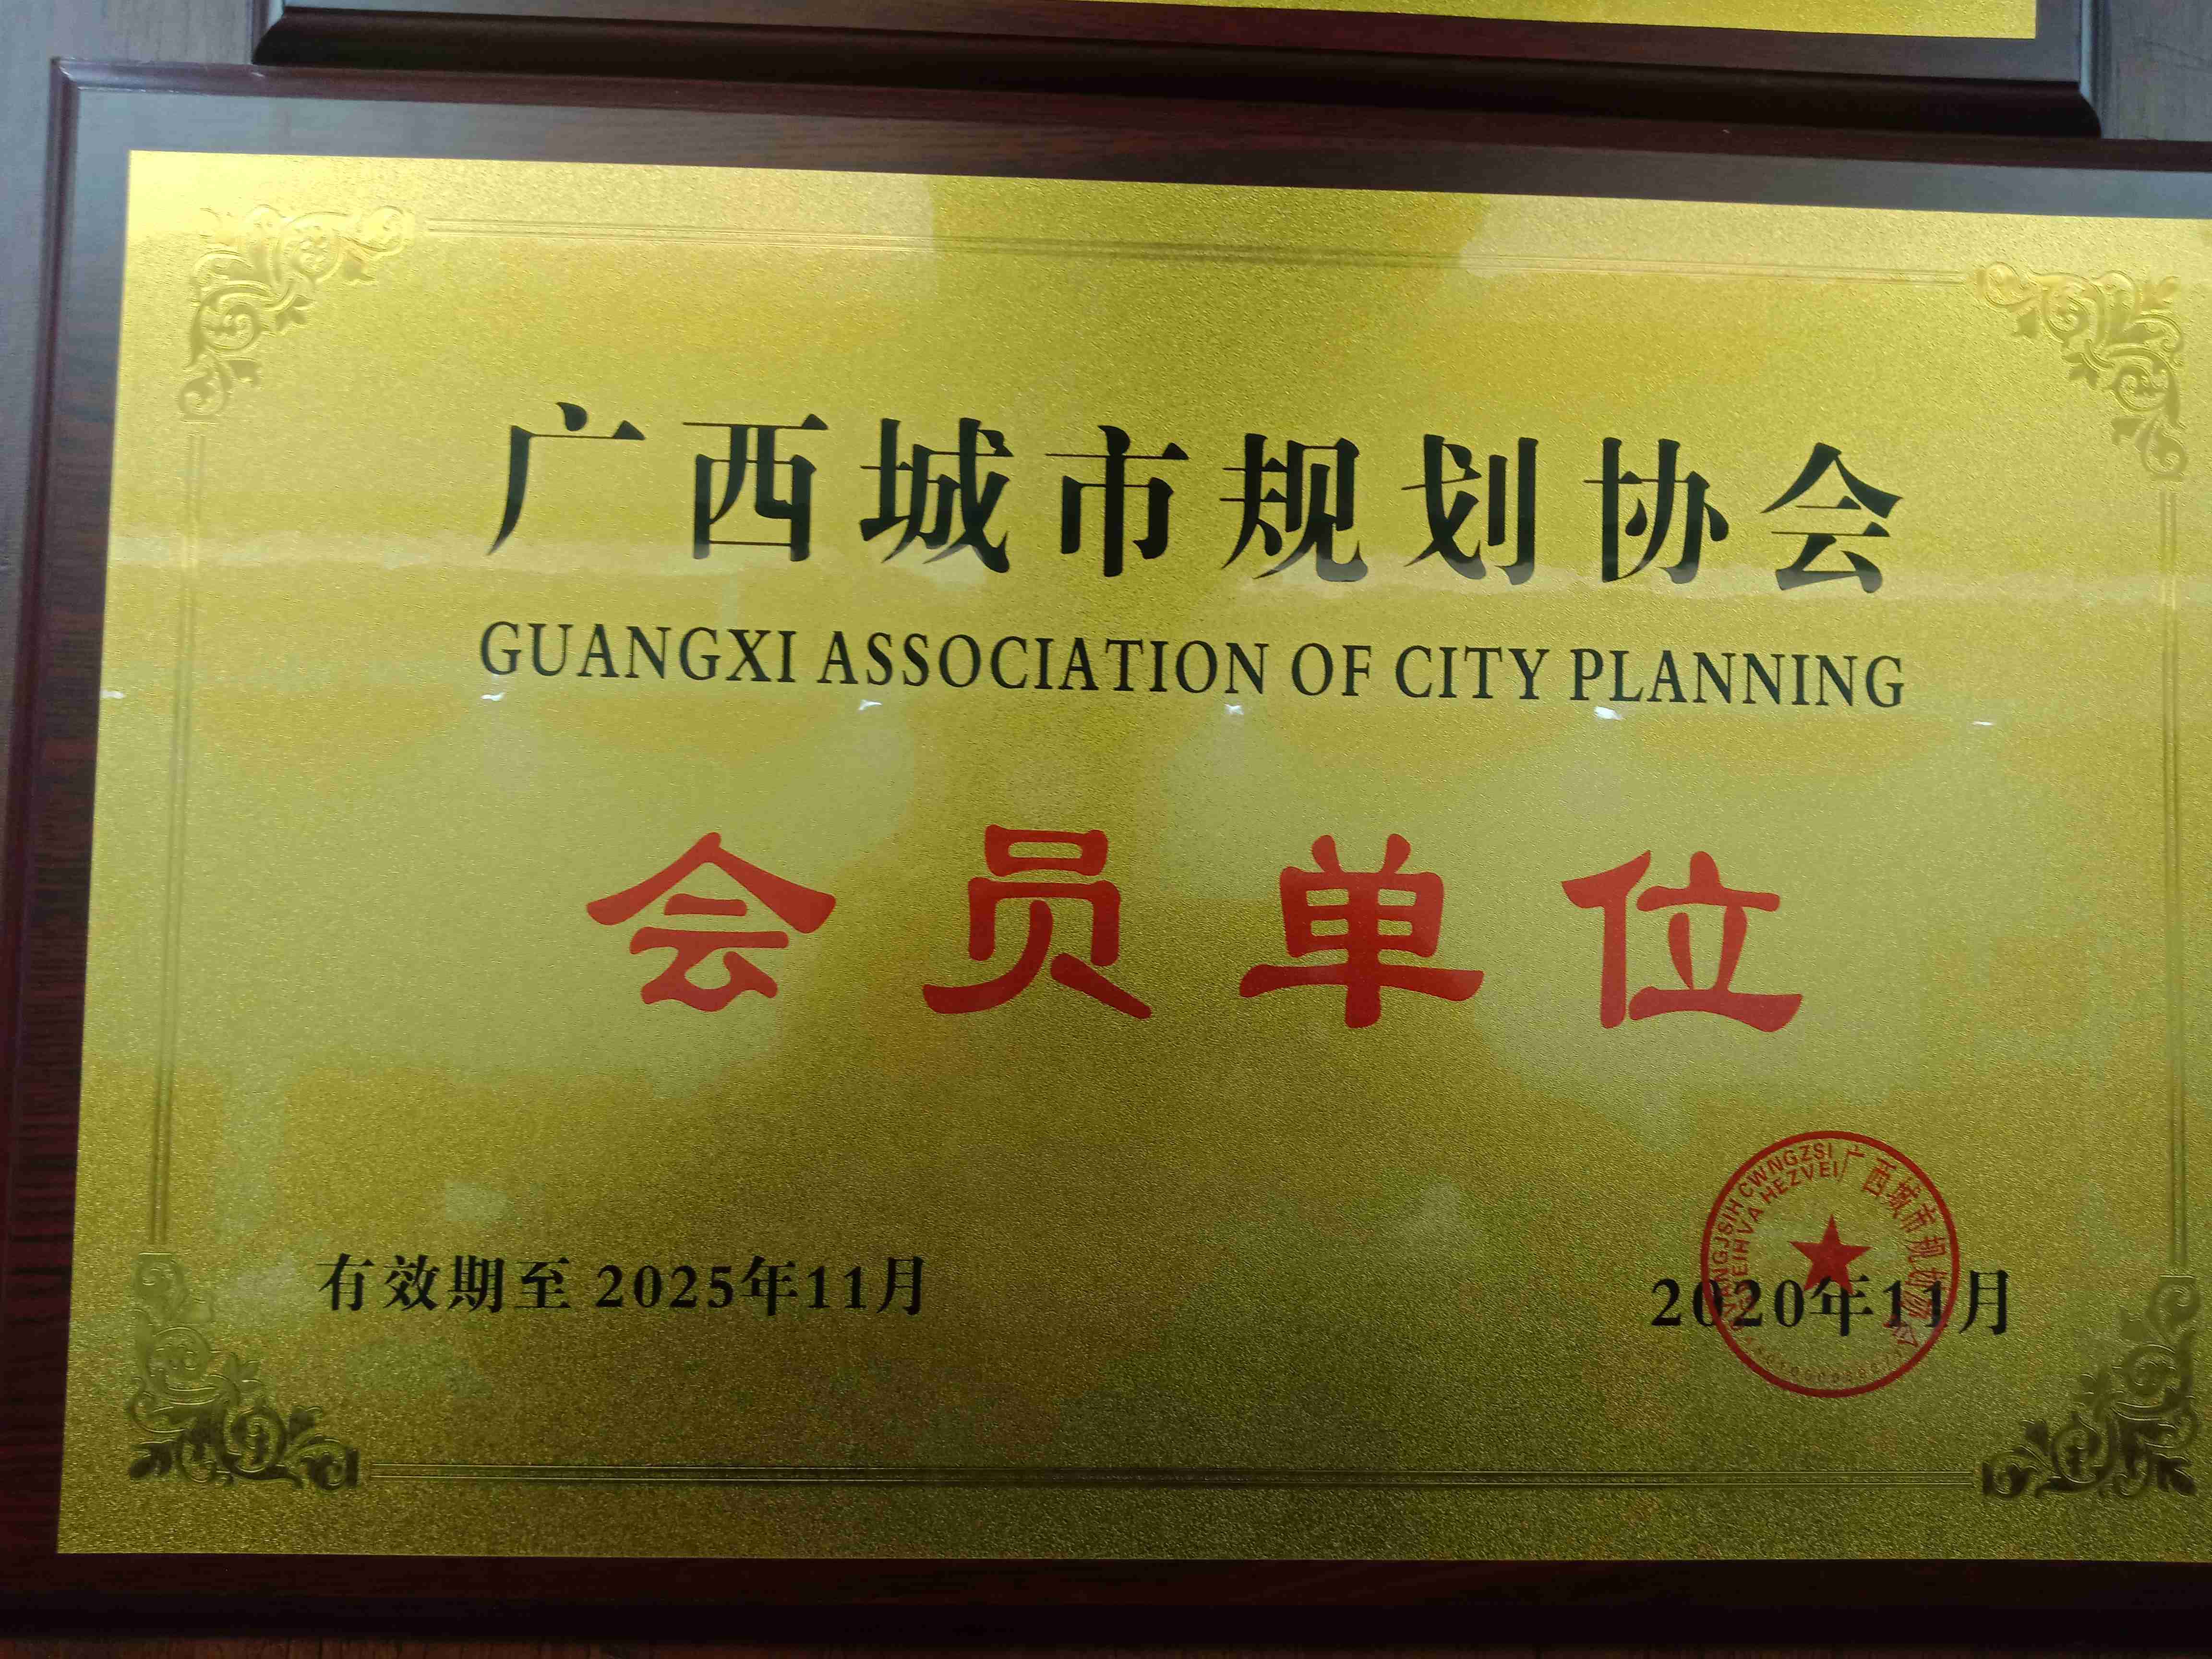 广西城市规划协会
GUANGXI ASSOCIATION OF CITY PLANNING
会员单位
有效期至 2025年11月
2020年11月
CWNGZSI
HEZVEI
广西城市规划协会